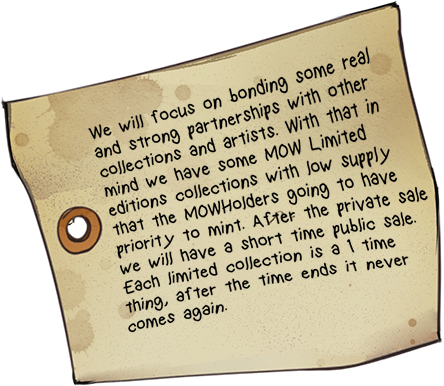 We will focus on bonding some real
and strong partnerships with other
collections and artists. With that in
mind we have some MOW Limited
editions collections with low supply
that the MOWHolders going to have
priority to mint. After the private sale
we will have a short time public sale.
Each limited collection is a 1 time
thing, after the time ends it never
comes again.